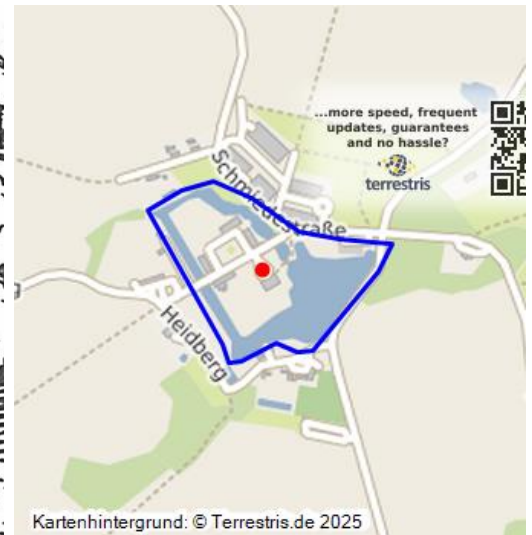 ...more speed, frequent
updates, guarantees
and no hassle?
terrestris
Schmiedestraße
Heidberg
Kartenhintergrund: © Terrestris.de 2025